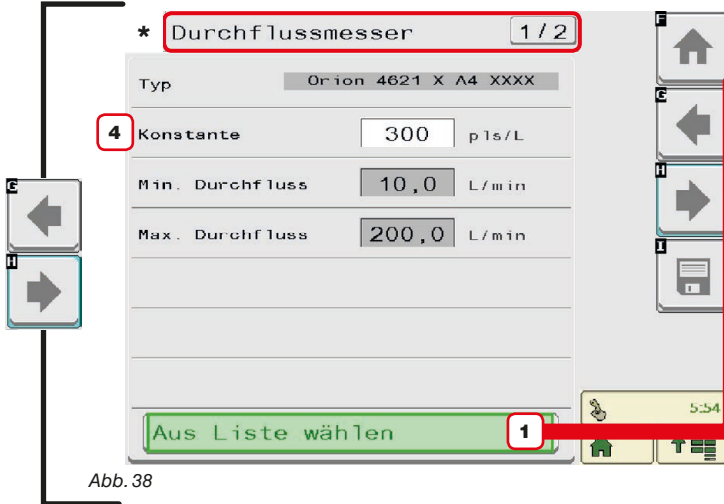 * Durchflussmesser 1/2
F
Typ Orion 4621 X A4 XXXX
G
4 Konstante 300 pls/L
Min. Durchfluss 10,0 L/min
H
G
Max. Durchfluss 200,0 L/min
I
H
Aus Liste wählen 1
5:54
Abb. 38